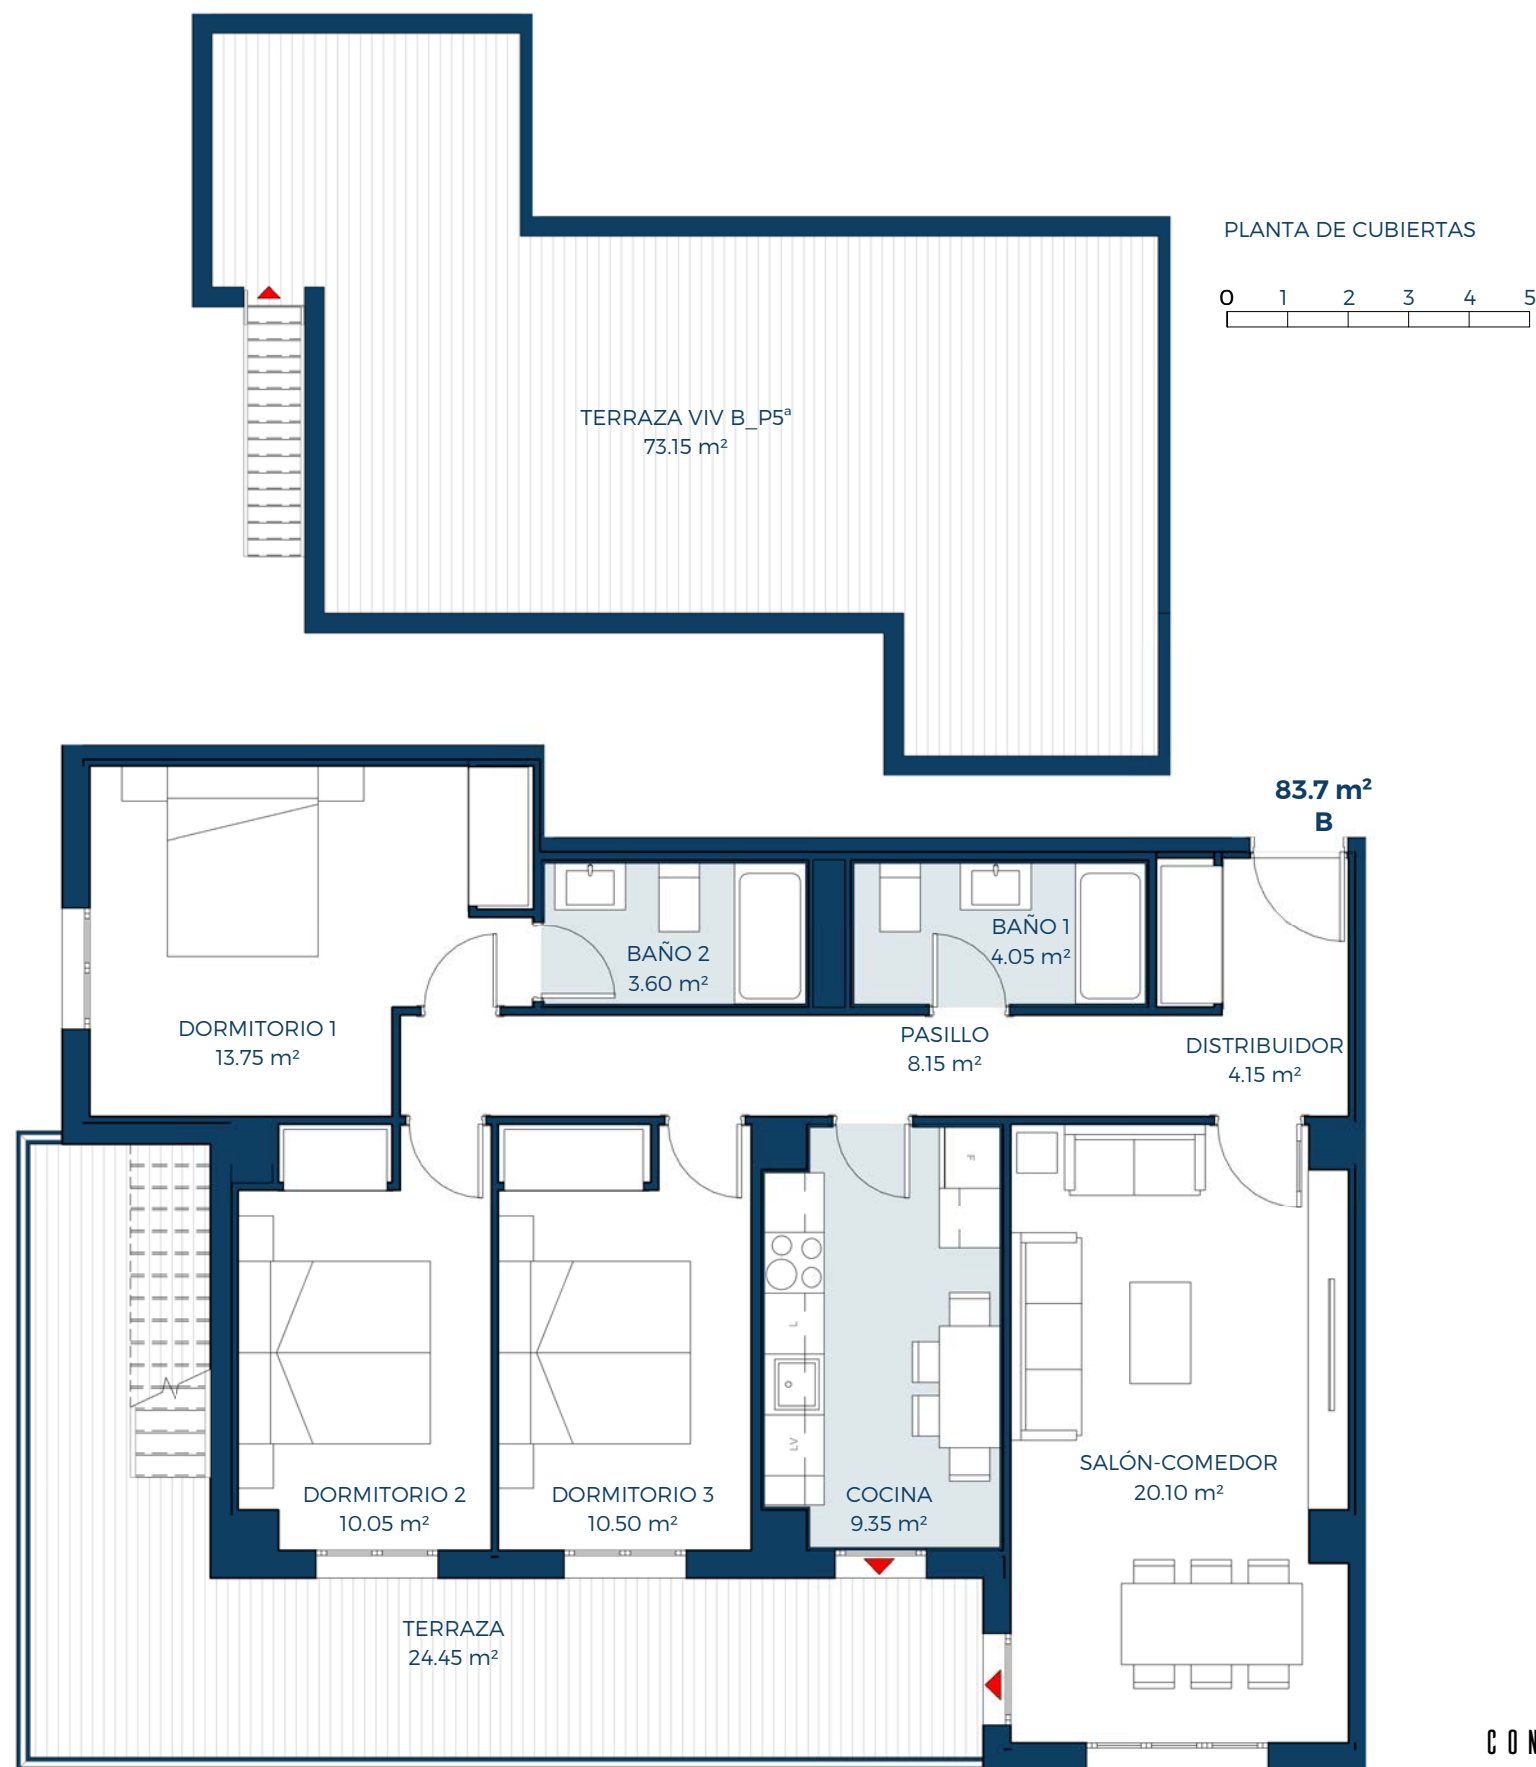 PLANTA DE CUBIERTAS
0 1 2 3 4 5
TERRAZA VIV B_P5ª
73.15 m²
83.7 m²
B
BAÑO 1
4.05 m²
BAÑO 2
3.60 m²
DORMITORIO 1
13.75 m²
PASILLO
8.15 m²
DISTRIBUIDOR
4.15 m²
F
L
LV
SALÓN-COMEDOR
20.10 m²
DORMITORIO 2
10.05 m²
DORMITORIO 3
10.50 m²
COCINA
9.35 m²
TERRAZA
24.45 m²
CON